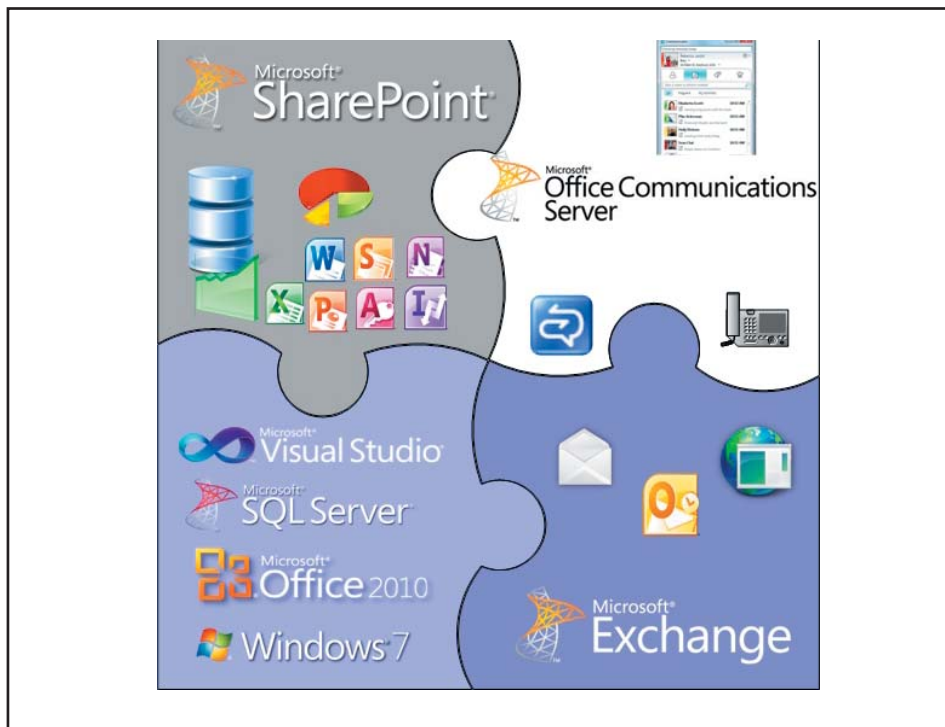 Microsoft®
SharePoint®
Microsoft®
Office Communications
Server
W S N
X P A I
Microsoft®
Visual Studio®
Microsoft®
SQL Server®
Microsoft®
Office 2010
Windows®7
O
Microsoft®
Exchange